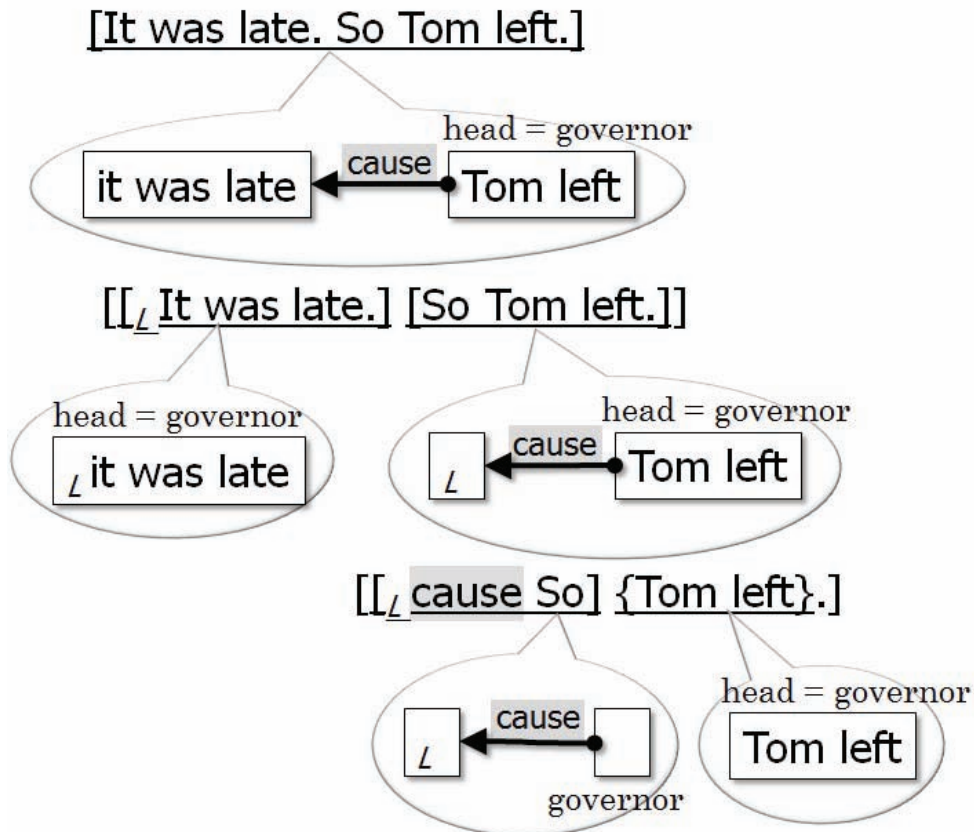 [It was late. So Tom left.]
head = governor
it was late cause Tom left
[[L It was late.] [So Tom left.]]
head = governor head = governor
L it was late L cause Tom left
[[L cause So] {Tom left}.]
head = governor
L cause Tom left
governor